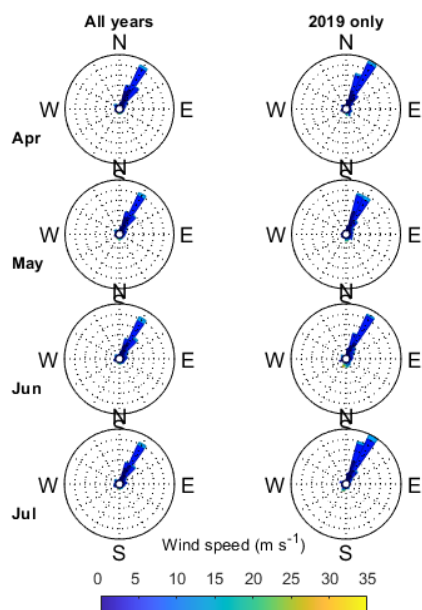 All years 2019 only
N N
W E W E
Apr
S S
N N
W E W E
May
S S
N N
W E W E
Jun
S S
N N
W E W E
Jul
S S
Wind speed (m s⁻¹)
0 5 10 15 20 25 30 35